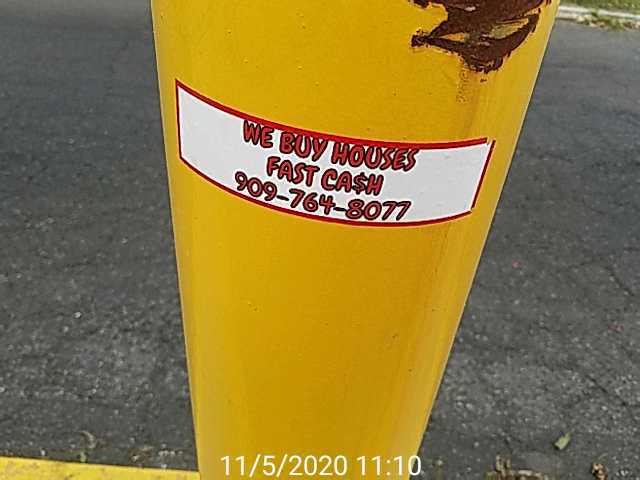 WE BUY HOUSES
FAST CA$H
909-764-8077
11/5/2020 11:10